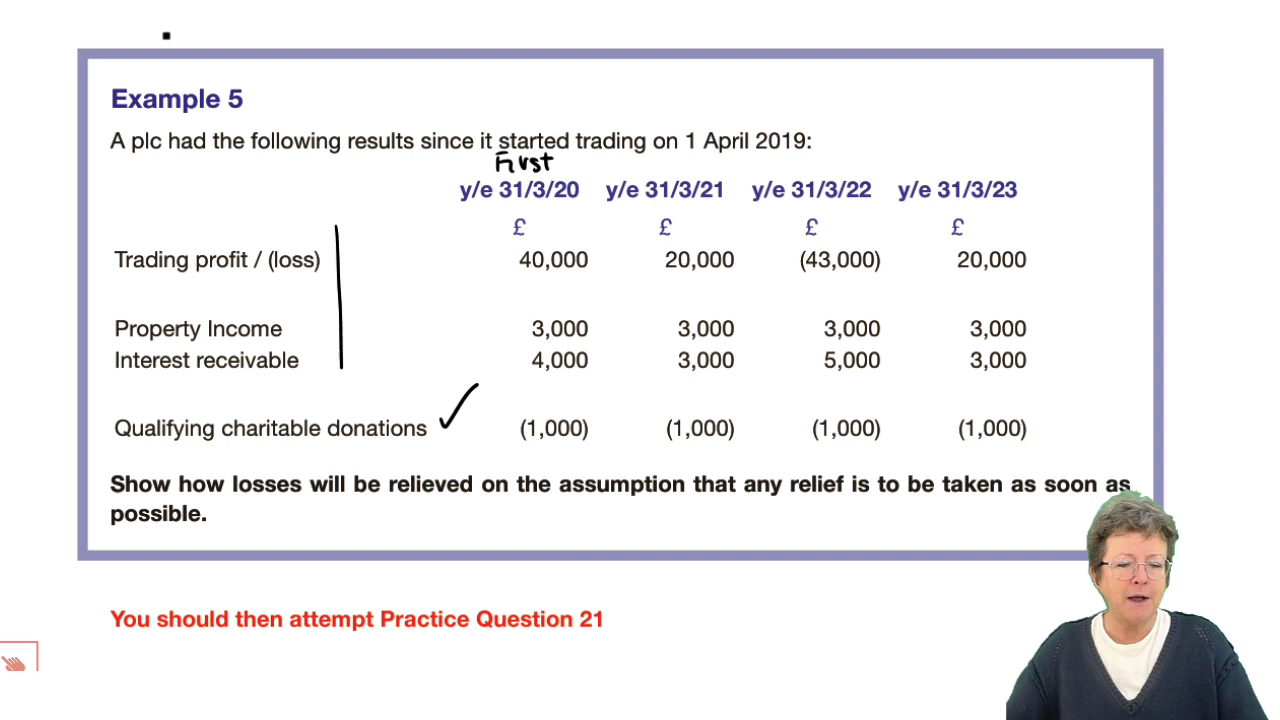 Example 5
A plc had the following results since it started trading on 1 April 2019:
First
y/e 31/3/20 y/e 31/3/21 y/e 31/3/22 y/e 31/3/23
£ £ £ £
Trading profit / (loss) 40,000 20,000 (43,000) 20,000
Property Income 3,000 3,000 3,000 3,000
Interest receivable 4,000 3,000 5,000 3,000
Qualifying charitable donations (1,000) (1,000) (1,000) (1,000)
Show how losses will be relieved on the assumption that any relief is to be taken as soon as
possible.
You should then attempt Practice Question 21